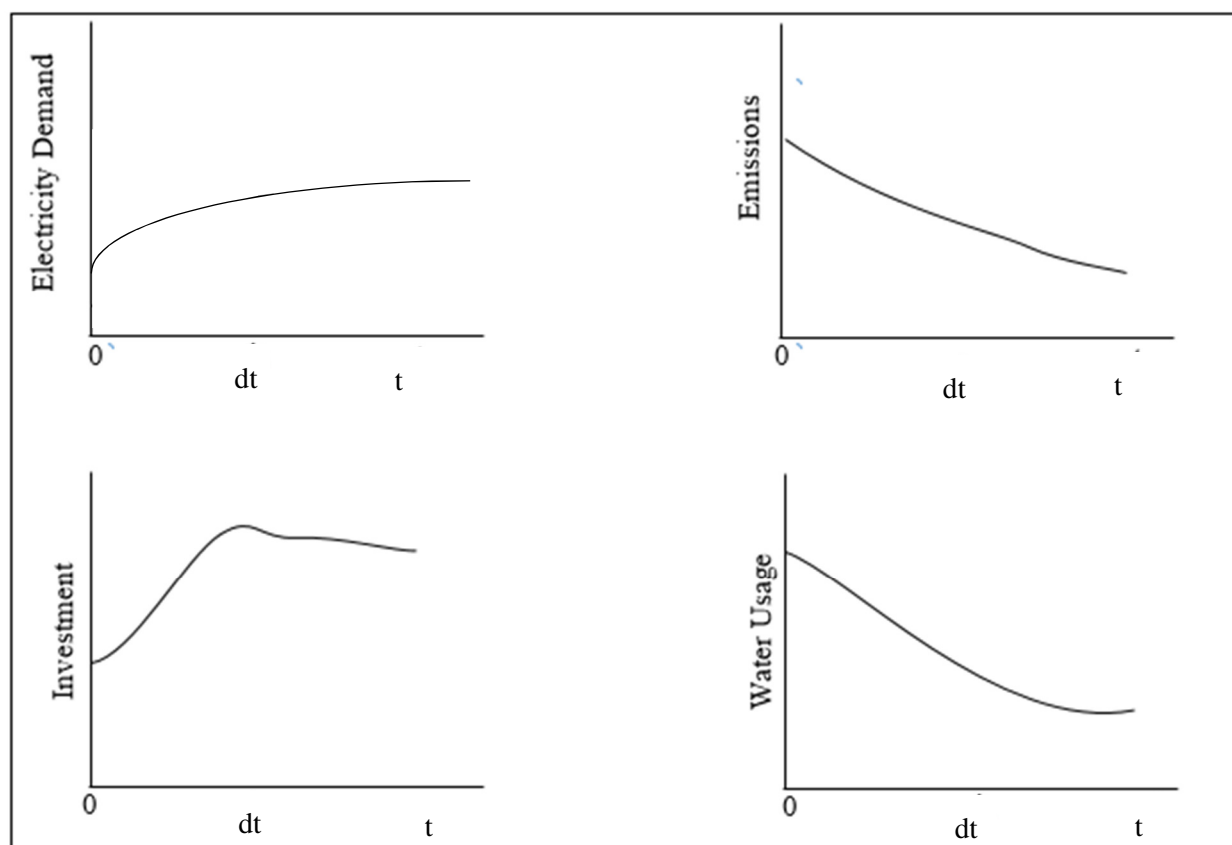 Electricity Demand
0
dt
t
Emissions
0
dt
t
Investment
0
dt
t
Water Usage
0
dt
t